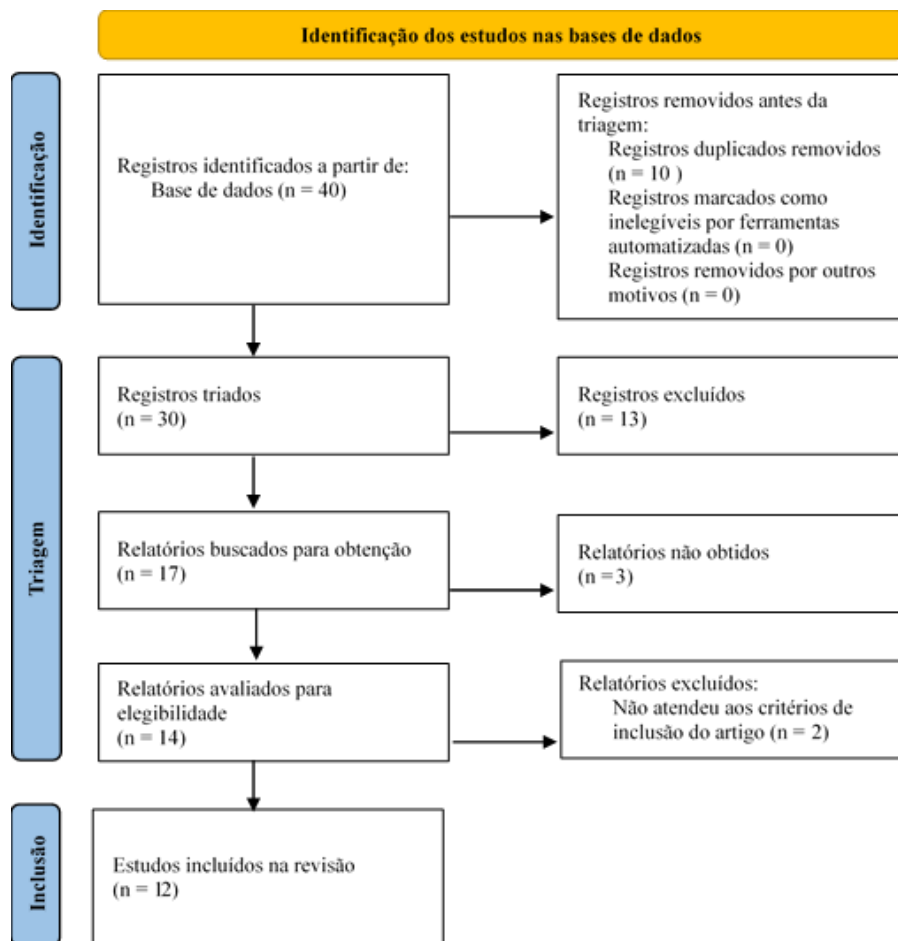 Identificação dos estudos nas bases de dados
Identificação
Registros identificados a partir de:
Base de dados (n = 40)
Registros removidos antes da
triagem:
Registros duplicados removidos
(n = 10 )
Registros marcados como
inelegíveis por ferramentas
automatizadas (n = 0)
Registros removidos por outros
motivos (n = 0)
Triagem
Registros triados
(n = 30)
Registros excluídos
(n = 13)
Relatórios buscados para obtenção
(n = 17)
Relatórios não obtidos
(n =3)
Relatórios avaliados para
elegibilidade
(n = 14)
Relatórios excluídos:
Não atendeu aos critérios de
inclusão do artigo (n = 2)
Inclusão
Estudos incluídos na revisão
(n = 12)